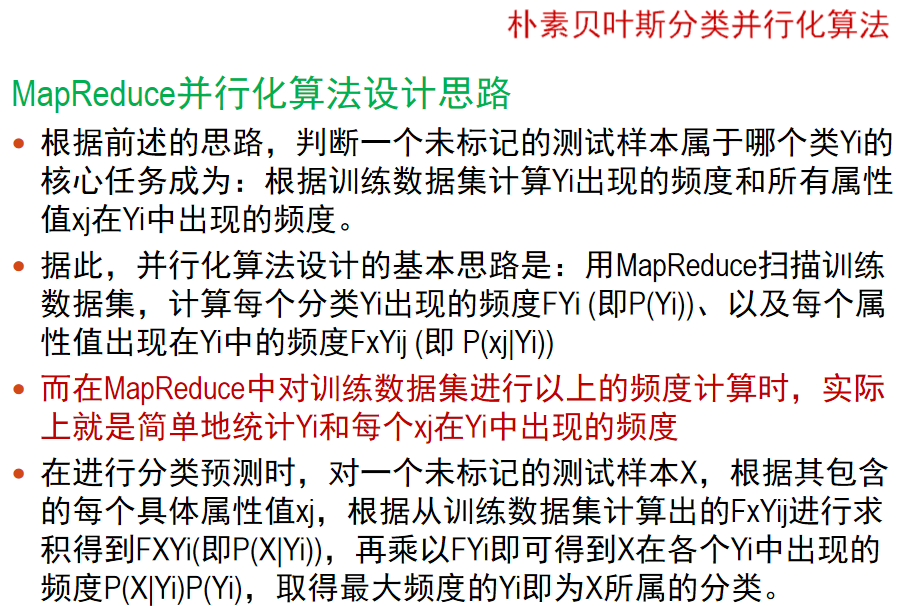 朴素贝叶斯分类并行化算法
MapReduce并行化算法设计思路
• 根据前述的思路，判断一个未标记的测试样本属于哪个类Yi的
核心任务成为：根据训练数据集计算Yi出现的频度和所有属性
值xj在Yi中出现的频度。
• 据此，并行化算法设计的基本思路是：用MapReduce扫描训练
数据集，计算每个分类Yi出现的频度FYi (即P(Yi))、以及每个属
性值出现在Yi中的频度FxYij (即 P(xj|Yi))
• 而在MapReduce中对训练数据集进行以上的频度计算时，实际
上就是简单地统计Yi和每个xj在Yi中出现的频度
• 在进行分类预测时，对一个未标记的测试样本X，根据其包含
的每个具体属性值xj，根据从训练数据集计算出的FxYij进行求
积得到FXYi(即P(X|Yi))，再乘以FYi即可得到X在各个Yi中出现的
频度P(X|Yi)P(Yi)，取得最大频度的Yi即为X所属的分类。